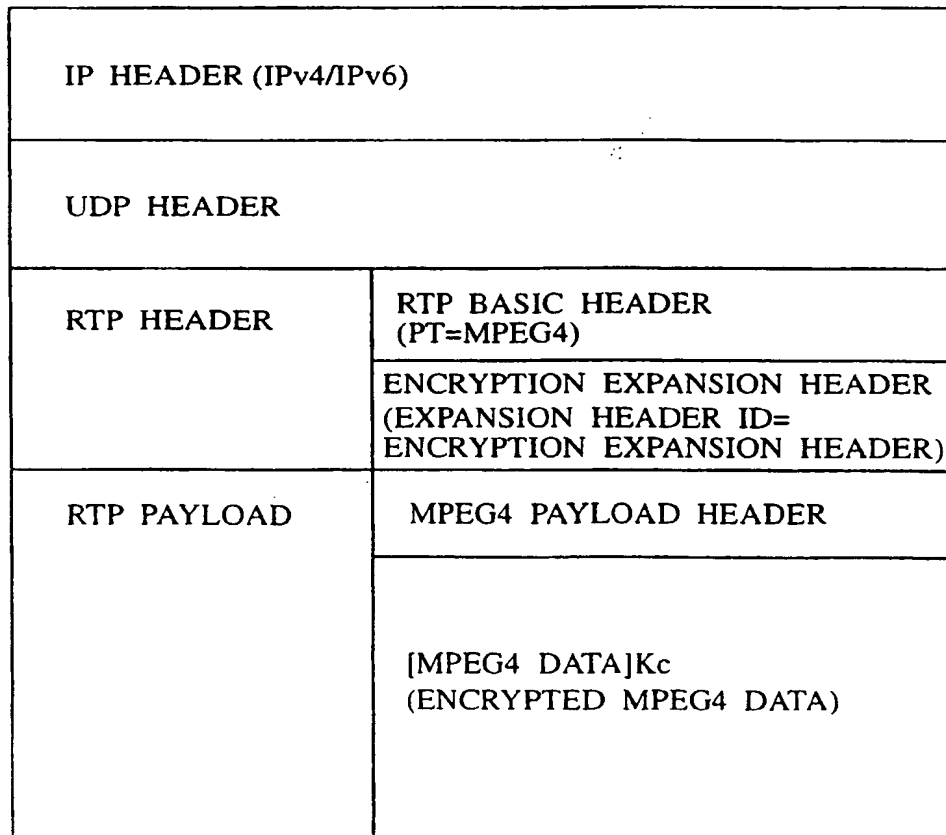 IP HEADER (IPv4/IPv6)
UDP HEADER
RTP HEADER
RTP BASIC HEADER
(PT=MPEG4)
ENCRYPTION EXPANSION HEADER
(EXPANSION HEADER ID=
ENCRYPTION EXPANSION HEADER)
RTP PAYLOAD
MPEG4 PAYLOAD HEADER
[MPEG4 DATA]Kc
(ENCRYPTED MPEG4 DATA)